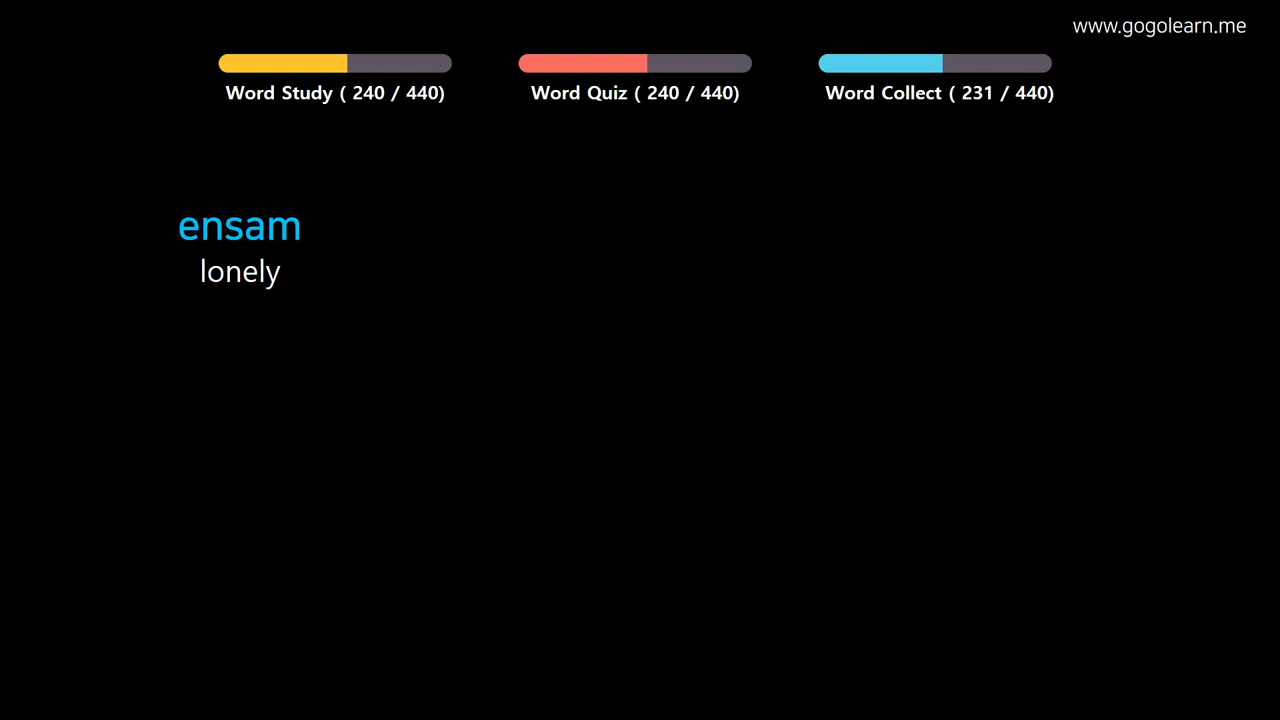 www.gogolearn.me
Word Study ( 240 / 440)
Word Quiz ( 240 / 440)
Word Collect ( 231 / 440)
ensam
lonely